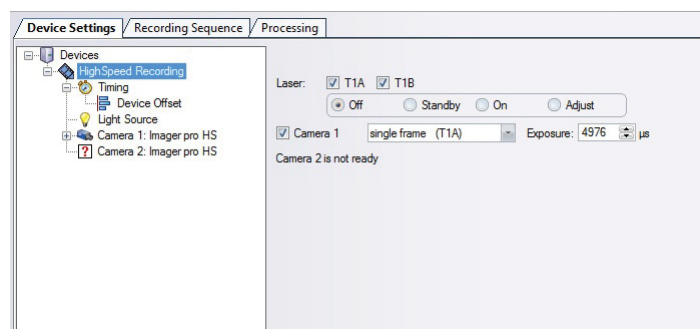 Device Settings Recording Sequence Processing
Devices
HighSpeed Recording
Timing
Device Offset
Light Source
Camera 1: Imager pro HS
Camera 2: Imager pro HS
Laser: T1A T1B
Off Standby On Adjust
Camera 1 single frame (T1A) Exposure: 4976 µs
Camera 2 is not ready